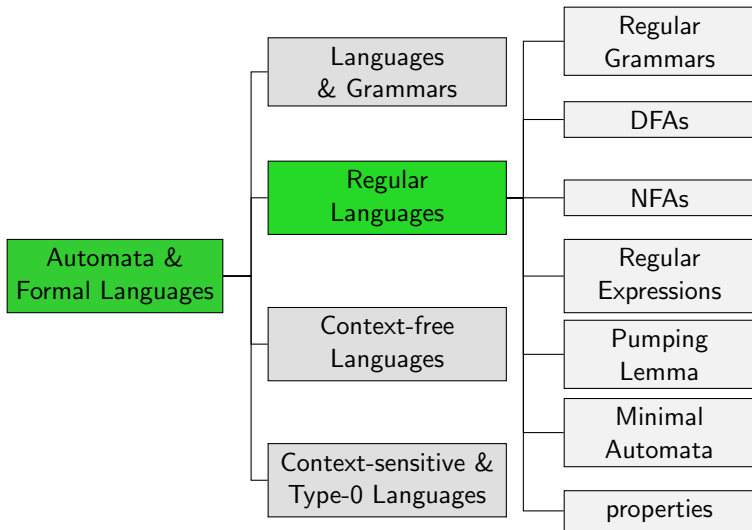 Automata &
Formal Languages
Languages
& Grammars
Regular
Languages
Context-free
Languages
Context-sensitive &
Type-0 Languages
Regular
Grammars
DFAs
NFAs
Regular
Expressions
Pumping
Lemma
Minimal
Automata
properties